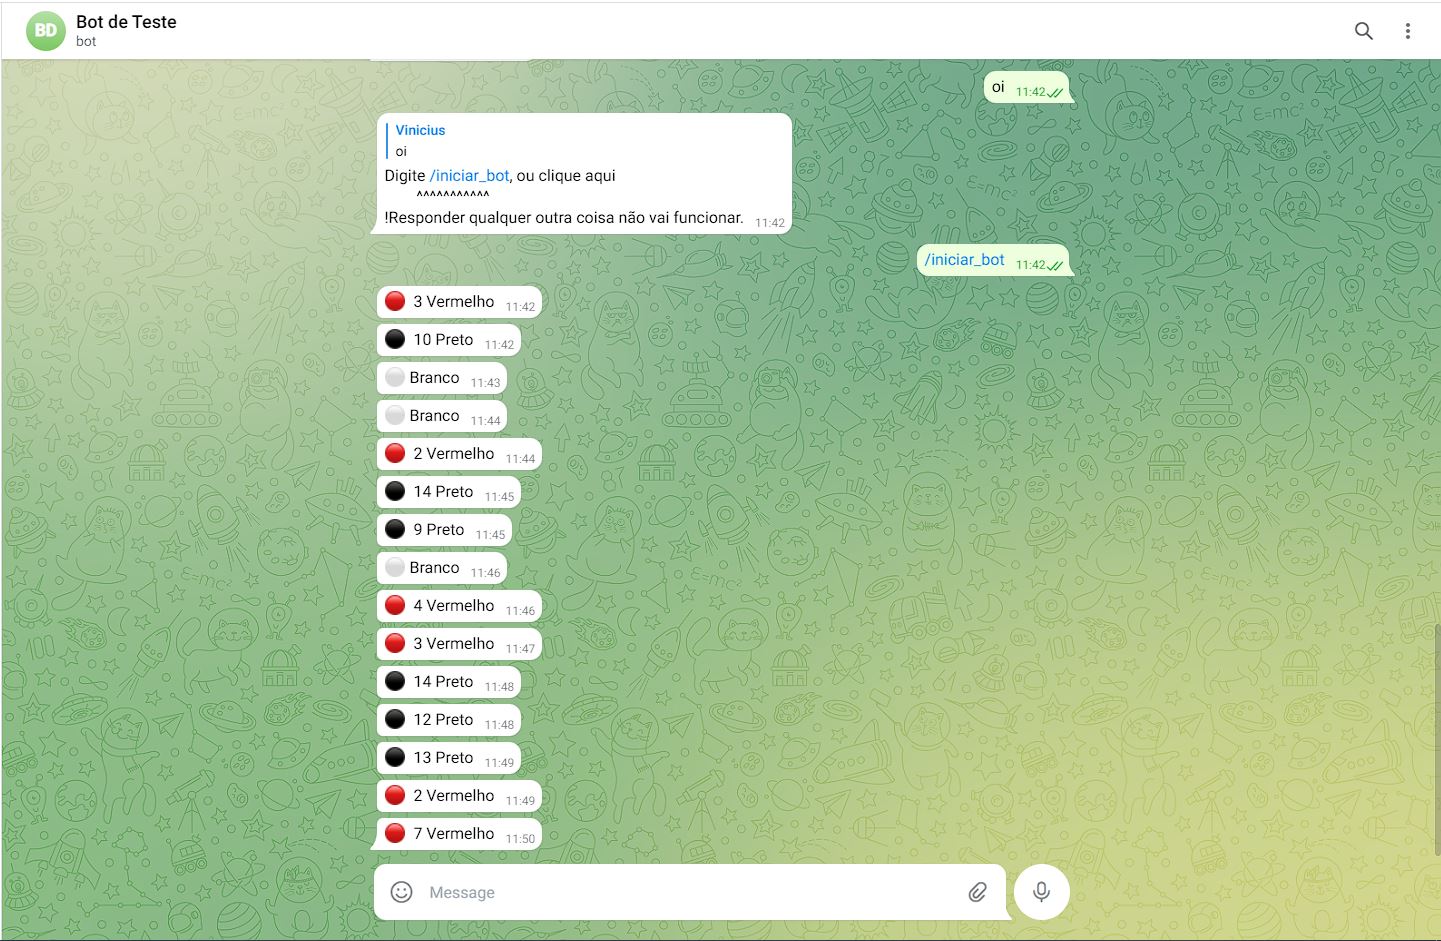 BD
Bot de Teste
bot
oi 11:42
Vinicius
oi
Digite /iniciar_bot, ou clique aqui
^^^^^^^^^^^
!Responder qualquer outra coisa não vai funcionar. 11:42
/iniciar_bot 11:42
3 Vermelho 11:42
10 Preto 11:42
Branco 11:43
Branco 11:44
2 Vermelho 11:44
14 Preto 11:45
9 Preto 11:45
Branco 11:46
4 Vermelho 11:46
3 Vermelho 11:47
14 Preto 11:48
12 Preto 11:48
13 Preto 11:49
2 Vermelho 11:49
7 Vermelho 11:50
Message